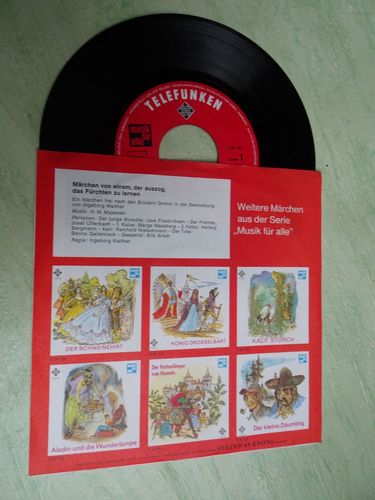 TELEFUNKEN
Märchen von einem, der auszog,
das Fürchten zu lernen
Ein Märchen frei nach den Brüdern Grimm in der Bearbeitung
von Ingeborg Walther
Musik: H. M. Majewski
Personen: Der junge Bursche: Uwe Friedrichsen - Der Fremde:
Josef Offenbach - 1. Katze: Marga Maasberg - 2. Katze: Herwig
Bergmann - Karl: Reinhold Nietschmann - Der Tote:
Benno Gellenbeck - Gespenst: Erik Städt
Regie: Ingeborg Walther
Weitere Märchen
aus der Serie
„Musik für alle"
DER SCHWEINEHIRT
KÖNIG DROSSELBART
KALIF STORCH
Aladin und die Wunderlampe
Der Rattenfänger
von Hameln
Der kleine Däumling
STEINWAY & SONS